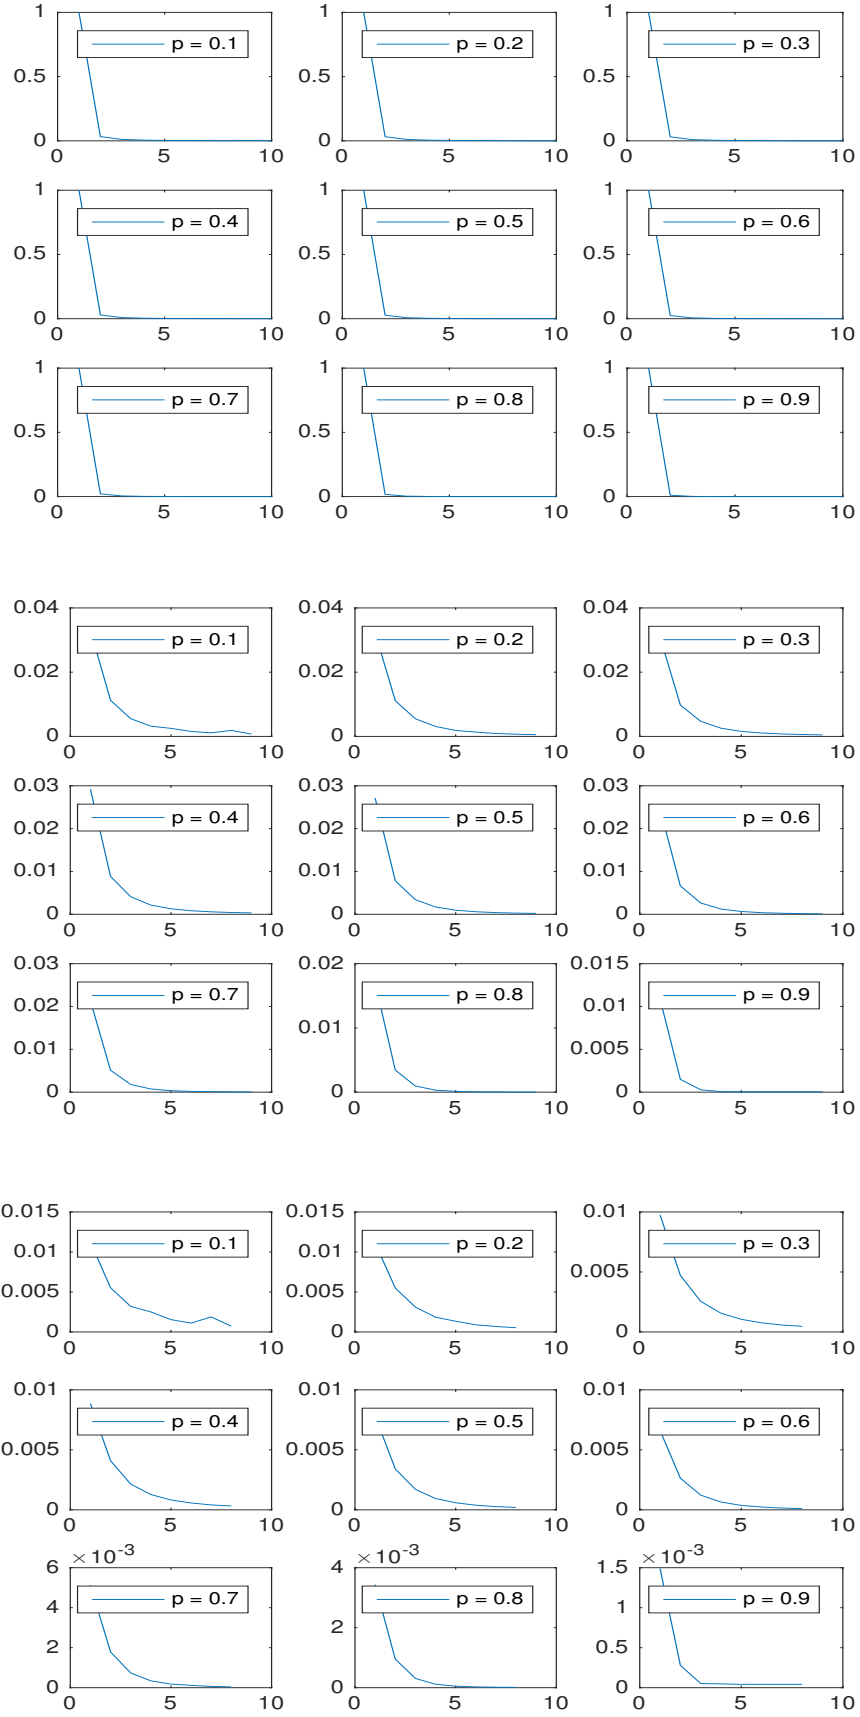 1 1 1
p = 0.1 p = 0.2 p = 0.3
0.5 0.5 0.5
0 0 0
0 5 10 0 5 10 0 5 10
1 1 1
p = 0.4 p = 0.5 p = 0.6
0.5 0.5 0.5
0 0 0
0 5 10 0 5 10 0 5 10
1 1 1
p = 0.7 p = 0.8 p = 0.9
0.5 0.5 0.5
0 0 0
0 5 10 0 5 10 0 5 10
0.04 0.04 0.04
p = 0.1 p = 0.2 p = 0.3
0.02 0.02 0.02
0 0 0
0 5 10 0 5 10 0 5 10
0.03 0.03 0.03
p = 0.4 p = 0.5 p = 0.6
0.02 0.02 0.02
0.01 0.01 0.01
0 0 0
0 5 10 0 5 10 0 5 10
0.03 0.02 0.015
p = 0.7 p = 0.8 p = 0.9
0.02 0.01 0.01
0.01 0.005
0 0 0
0 5 10 0 5 10 0 5 10
0.015 0.015 0.01
p = 0.1 p = 0.2 p = 0.3
0.01 0.01 0.005
0.005 0.005
0 0 0
0 5 10 0 5 10 0 5 10
0.01 0.01 0.01
p = 0.4 p = 0.5 p = 0.6
0.005 0.005 0.005
0 0 0
0 5 10 0 5 10 0 5 10
×10-3 ×10-3 ×10-3
6 4 1.5
p = 0.7 p = 0.8 p = 0.9
4 2 1
2 0.5
0 0 0
0 5 10 0 5 10 0 5 10